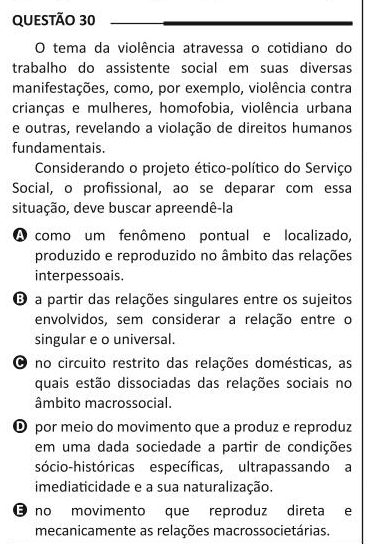 QUESTÃO 30
O tema da violência atravessa o cotidiano do
trabalho do assistente social em suas diversas
manifestações, como, por exemplo, violência contra
crianças e mulheres, homofobia, violência urbana
e outras, revelando a violação de direitos humanos
fundamentais.
Considerando o projeto ético-político do Serviço
Social, o profissional, ao se deparar com essa
situação, deve buscar apreendê-la
A como um fenômeno pontual e localizado,
produzido e reproduzido no âmbito das relações
interpessoais.
B a partir das relações singulares entre os sujeitos
envolvidos, sem considerar a relação entre o
singular e o universal.
C no circuito restrito das relações domésticas, as
quais estão dissociadas das relações sociais no
âmbito macrossocial.
D por meio do movimento que a produz e reproduz
em uma dada sociedade a partir de condições
sócio-históricas específicas, ultrapassando a
imediaticidade e a sua naturalização.
E no movimento que reproduz direta e
mecanicamente as relações macrossocietárias.